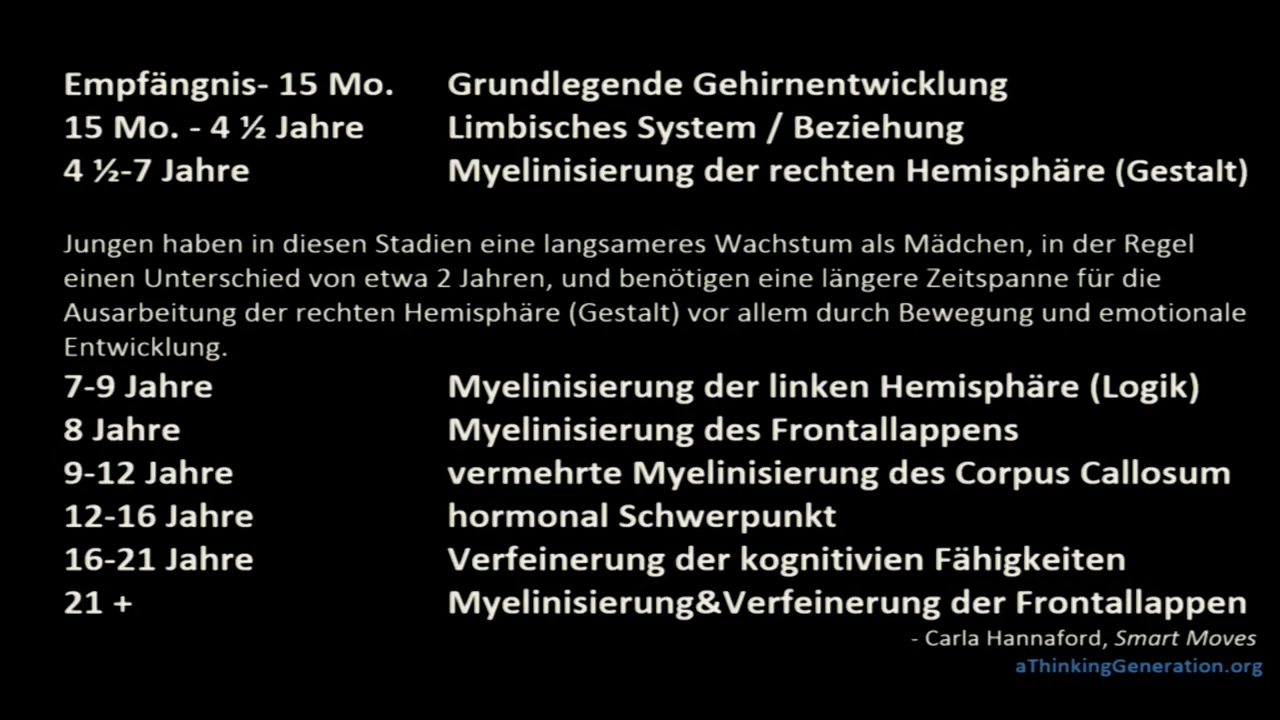 Empfängnis- 15 Mo. Grundlegende Gehirnentwicklung
15 Mo. - 4 ½ Jahre Limbisches System / Beziehung
4 ½-7 Jahre Myelinisierung der rechten Hemisphäre (Gestalt)
Jungen haben in diesen Stadien eine langsameres Wachstum als Mädchen, in der Regel
einen Unterschied von etwa 2 Jahren, und benötigen eine längere Zeitspanne für die
Ausarbeitung der rechten Hemisphäre (Gestalt) vor allem durch Bewegung und emotionale
Entwicklung.
7-9 Jahre Myelinisierung der linken Hemisphäre (Logik)
8 Jahre Myelinisierung des Frontallappens
9-12 Jahre vermehrte Myelinisierung des Corpus Callosum
12-16 Jahre hormonal Schwerpunkt
16-21 Jahre Verfeinerung der kognitivien Fähigkeiten
21 + Myelinisierung&Verfeinerung der Frontallappen
- Carla Hannaford, Smart Moves
aThinkingGeneration.org